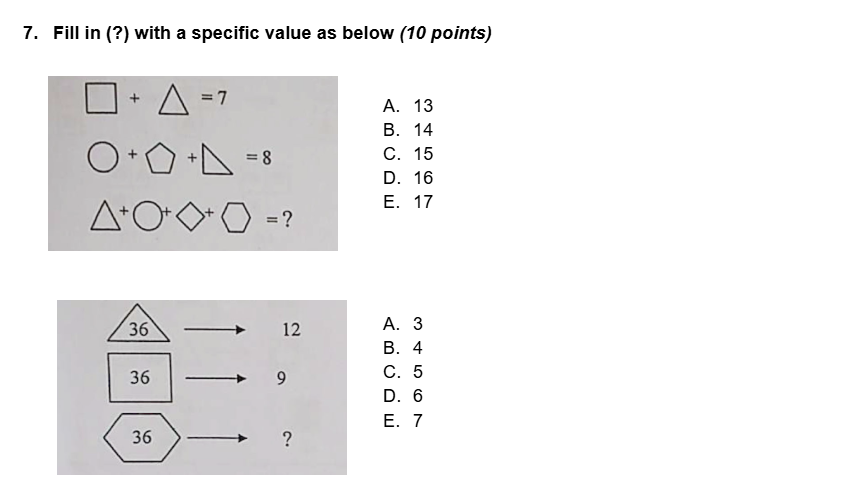 7. Fill in (?) with a specific value as below (10 points)
+ = 7
+ + = 8
+ + + = ?
A. 13
B. 14
C. 15
D. 16
E. 17
36 12
36 9
36 ?
A. 3
B. 4
C. 5
D. 6
E. 7